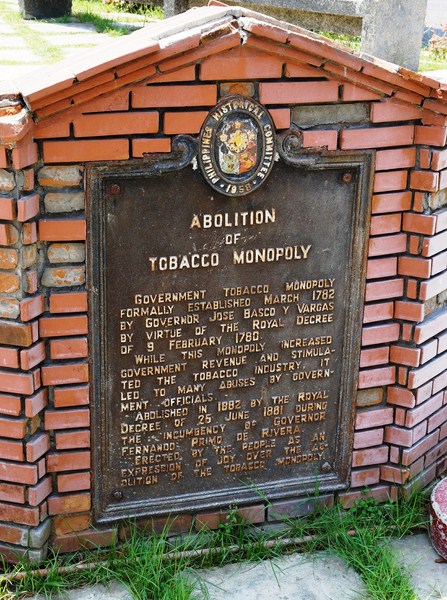 PHILIPPINES HISTORICAL COMMITTEE
1958
ABOLITION
OF
TOBACCO MONOPOLY
GOVERNMENT TOBACCO MONOPOLY
FORMALLY ESTABLISHED MARCH 1782
BY GOVERNOR JOSE BASCO Y VARGAS
BY VIRTUE OF THE ROYAL DECREE
OF 9 FEBRUARY 1780.
WHILE THIS MONOPOLY INCREASED
GOVERNMENT REVENUE AND STIMULA-
TED THE TOBACCO INDUSTRY, IT
LED TO MANY ABUSES BY GOVERN-
MENT OFFICIALS.
ABOLISHED IN 1882 BY THE ROYAL
DECREE OF 25 JUNE 1881 DURING
THE INCUMBENCY OF GOVERNOR
FERNANDO PRIMO DE RIVERA.
ERECTED BY THE PEOPLE AS AN
EXPRESSION OF JOY OVER THE AB-
OLITION OF THE TOBACCO MONOPOLY.